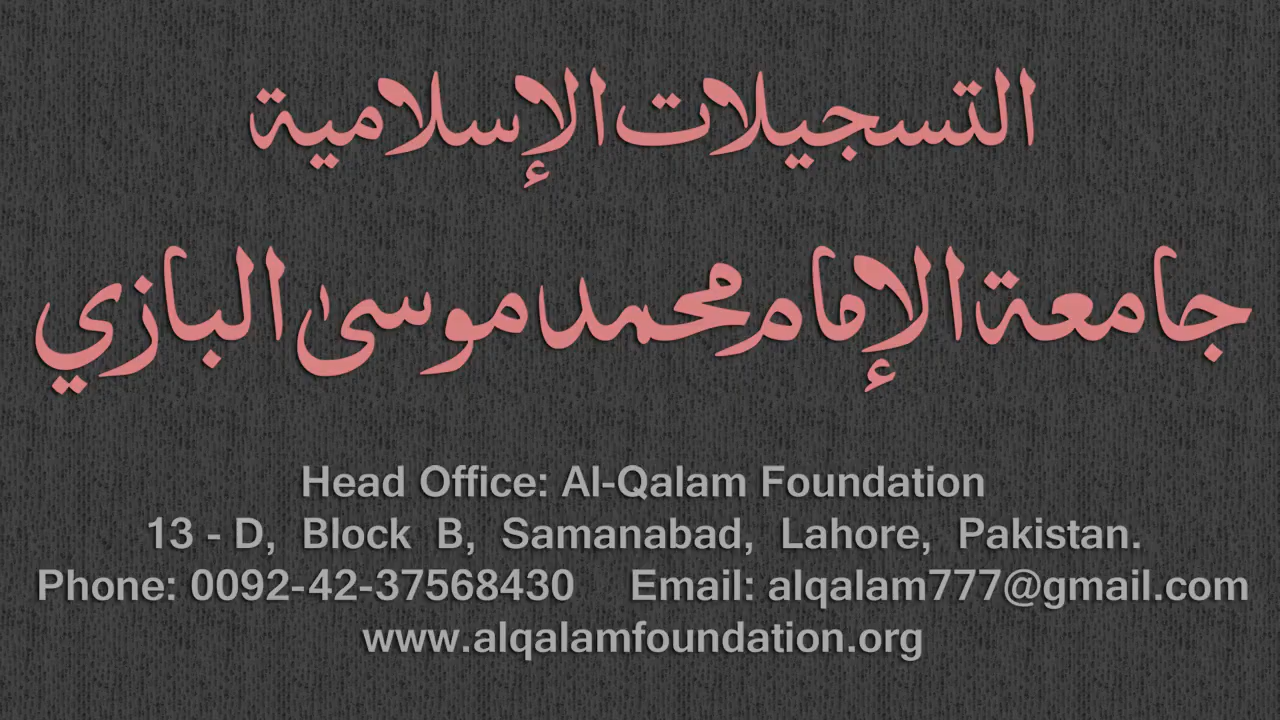 التسجيلات الإسلامية
جامعة الإمام محمد موسىٰ البازي
Head Office: Al-Qalam Foundation
13 - D, Block B, Samanabad, Lahore, Pakistan.
Phone: 0092-42-37568430 Email: alqalam777@gmail.com
www.alqalamfoundation.org